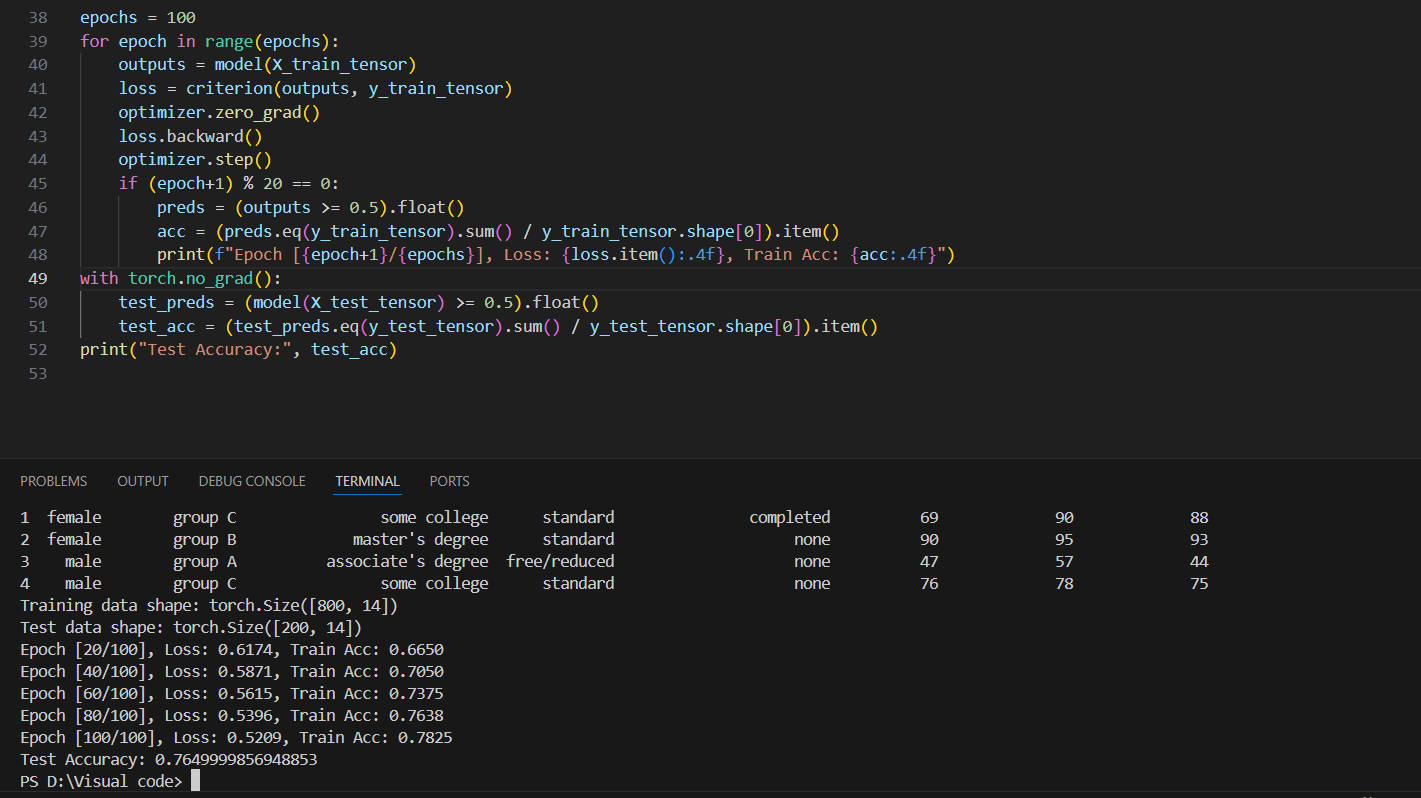 38 epochs = 100
39 for epoch in range(epochs):
40     outputs = model(X_train_tensor)
41     loss = criterion(outputs, y_train_tensor)
42     optimizer.zero_grad()
43     loss.backward()
44     optimizer.step()
45     if (epoch+1) % 20 == 0:
46         preds = (outputs >= 0.5).float()
47         acc = (preds.eq(y_train_tensor).sum() / y_train_tensor.shape[0]).item()
48         print(f"Epoch [{epoch+1}/{epochs}], Loss: {loss.item():.4f}, Train Acc: {acc:.4f}")
49 with torch.no_grad():
50     test_preds = (model(X_test_tensor) >= 0.5).float()
51     test_acc = (test_preds.eq(y_test_tensor).sum() / y_test_tensor.shape[0]).item()
52 print("Test Accuracy:", test_acc)
53
PROBLEMS OUTPUT DEBUG CONSOLE TERMINAL PORTS
1 female group C some college standard completed 69 90 88
2 female group B master's degree standard none 90 95 93
3 male group A associate's degree free/reduced none 47 57 44
4 male group C some college standard none 76 78 75
Training data shape: torch.Size([800, 14])
Test data shape: torch.Size([200, 14])
Epoch [20/100], Loss: 0.6174, Train Acc: 0.6650
Epoch [40/100], Loss: 0.5871, Train Acc: 0.7050
Epoch [60/100], Loss: 0.5615, Train Acc: 0.7375
Epoch [80/100], Loss: 0.5396, Train Acc: 0.7638
Epoch [100/100], Loss: 0.5209, Train Acc: 0.7825
Test Accuracy: 0.7649999856948853
PS D:\Visual code>